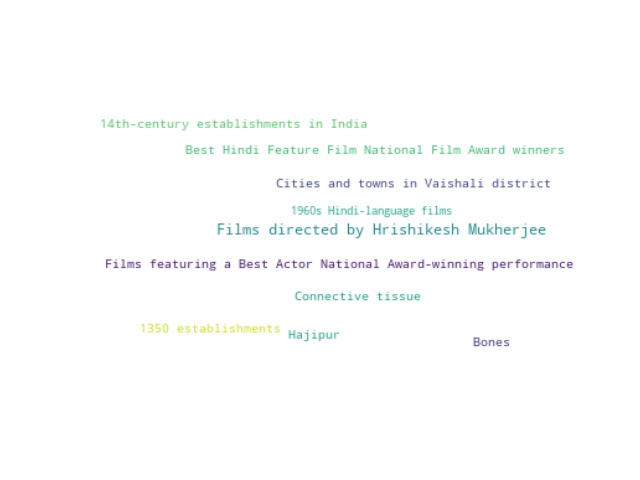 14th-century establishments in India
Best Hindi Feature Film National Film Award winners
Cities and towns in Vaishali district
1960s Hindi-language films
Films directed by Hrishikesh Mukherjee
Films featuring a Best Actor National Award-winning performance
Connective tissue
1350 establishments
Hajipur
Bones